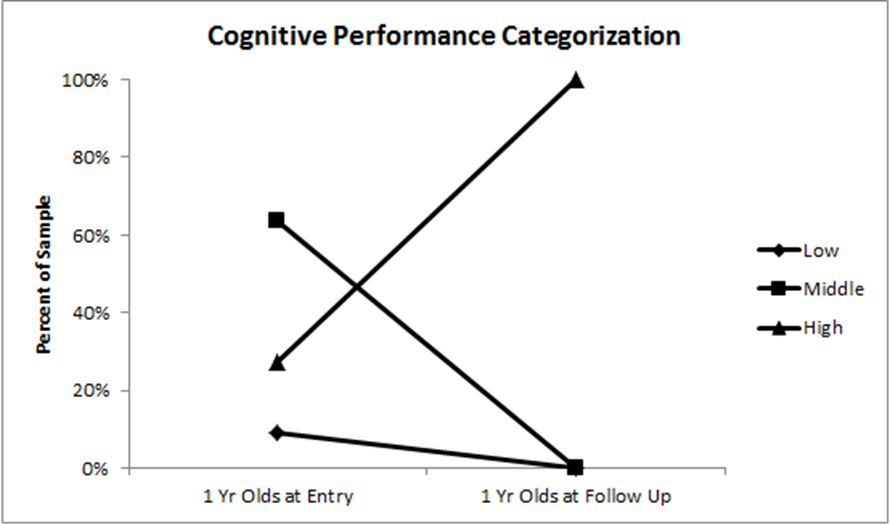 Cognitive Performance Categorization
100%
80%
60%
40%
20%
0%
Percent of Sample
1 Yr Olds at Entry
1 Yr Olds at Follow Up
Low
Middle
High